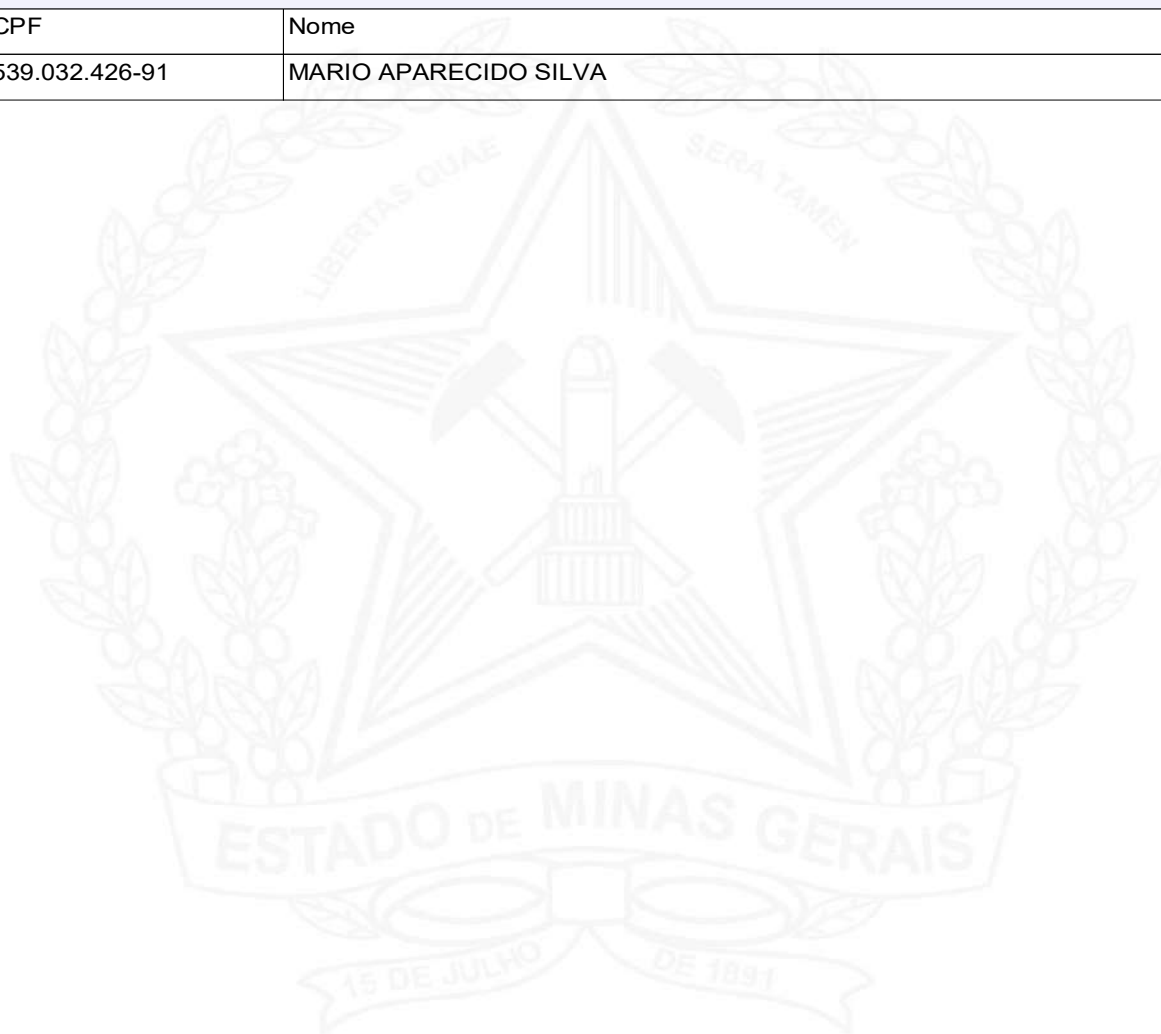 CPF Nome
539.032.426-91 MARIO APARECIDO SILVA
LIBERTAS QUAE SERA TAMEN
ESTADO DE MINAS GERAIS
15 DE JULHO DE 1891